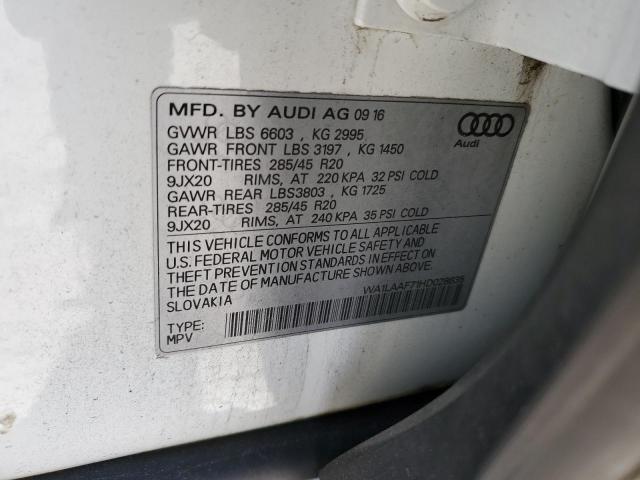 MFD. BY AUDI AG 09 16
GVWR LBS 6603 , KG 2995
GAWR FRONT LBS 3197 , KG 1450
FRONT-TIRES 285/45 R20
9JX20 RIMS, AT 220 KPA 32 PSI COLD
GAWR REAR LBS3803 , KG 1725
REAR-TIRES 285/45 R20
9JX20 RIMS, AT 240 KPA 35 PSI COLD
THIS VEHICLE CONFORMS TO ALL APPLICABLE
U.S. FEDERAL MOTOR VEHICLE SAFETY AND
THEFT PREVENTION STANDARDS IN EFFECT ON
THE DATE OF MANUFACTURE SHOWN ABOVE.
SLOVAKIA
WA1LAAF71HD028635
TYPE:
MPV
Audi